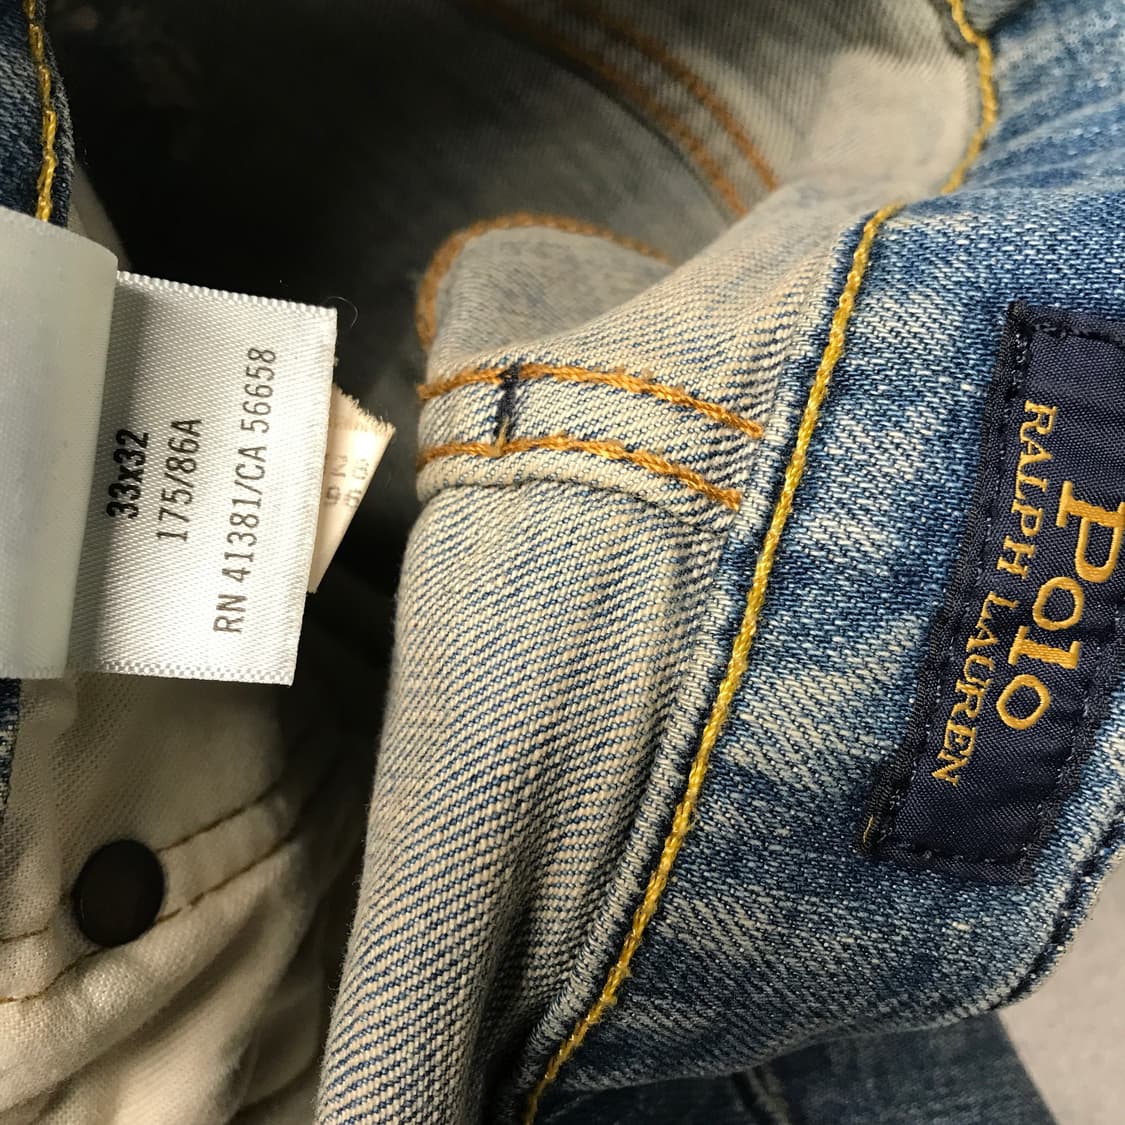 33x32
175/86A
RN 41381/CA 56658
Polo
RALPH LAUREN